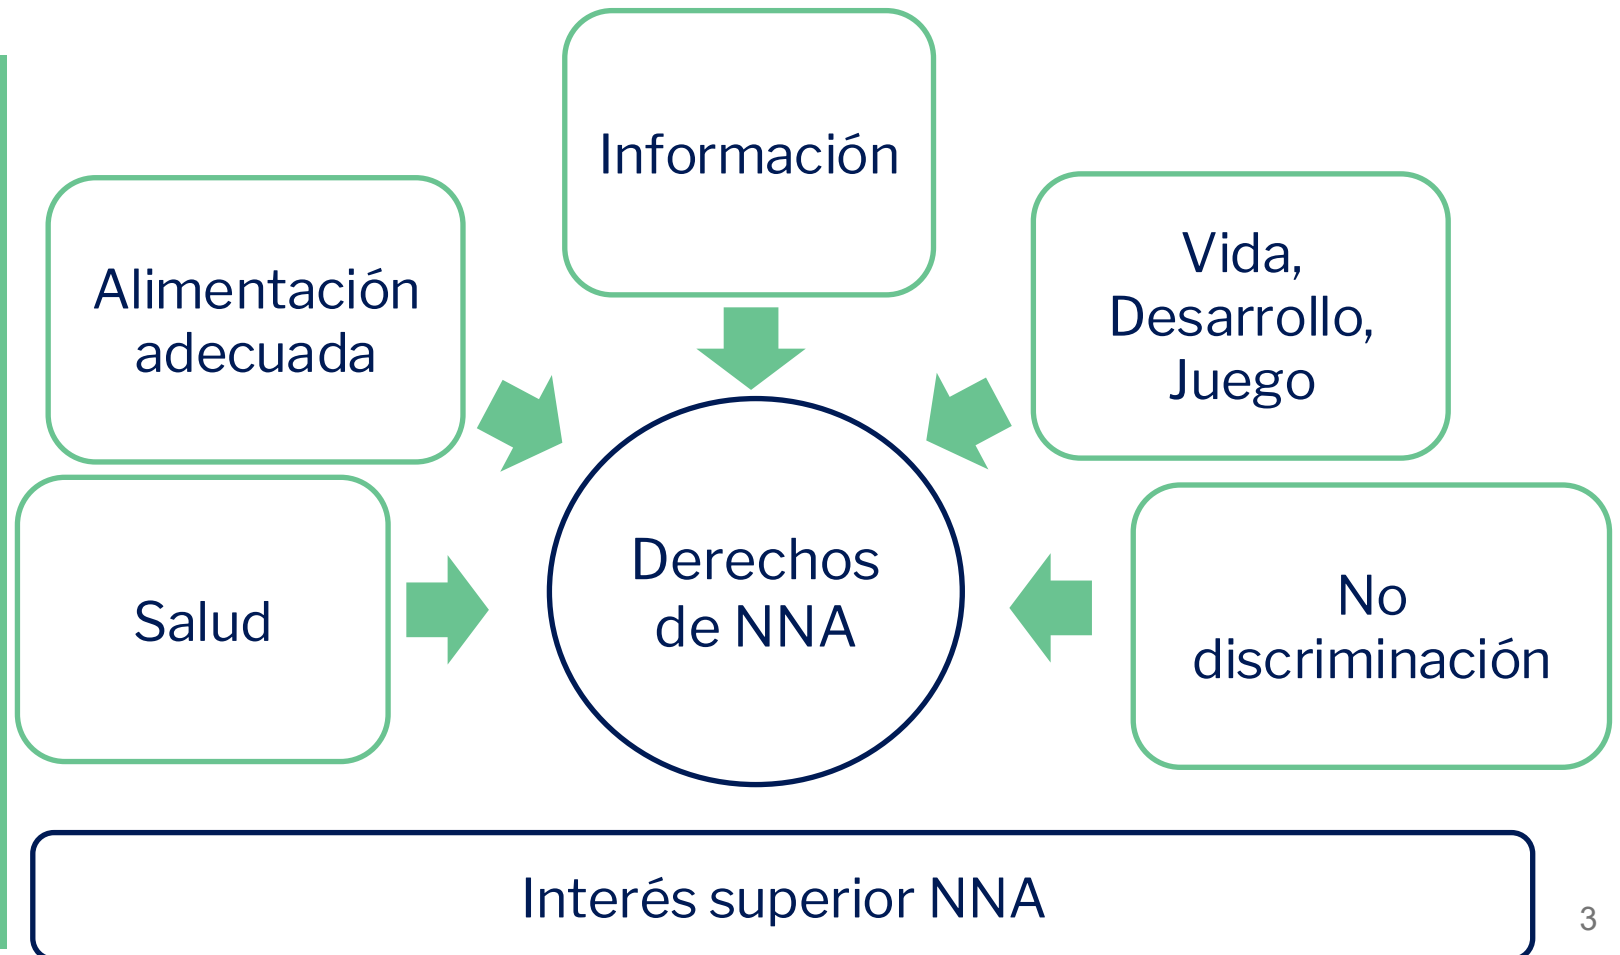 Información
Alimentación
adecuada
Vida,
Desarrollo,
Juego
Salud
Derechos
de NNA
No
discriminación
Interés superior NNA
3